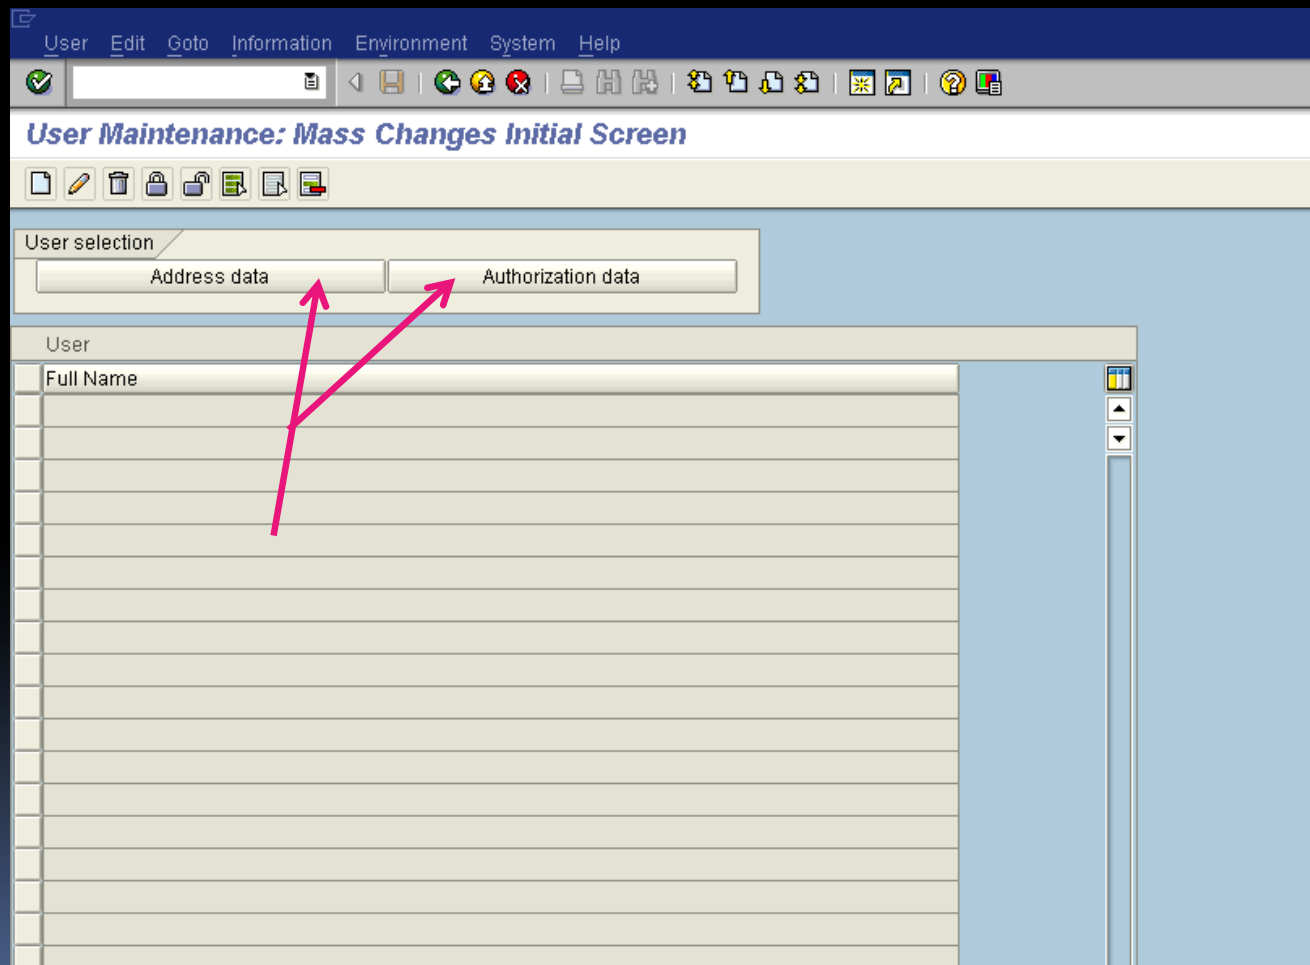 User Edit Goto Information Environment System Help
User Maintenance: Mass Changes Initial Screen
User selection
Address data Authorization data
User
Full Name